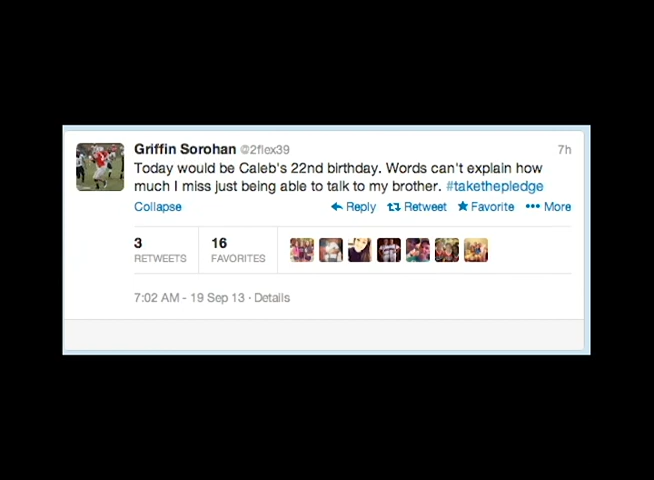 Griffin Sorohan @2flex39 7h
Today would be Caleb's 22nd birthday. Words can't explain how
much I miss just being able to talk to my brother. #takethepledge
Collapse Reply Retweet Favorite More
3 16
RETWEETS FAVORITES
7:02 AM - 19 Sep 13 · Details